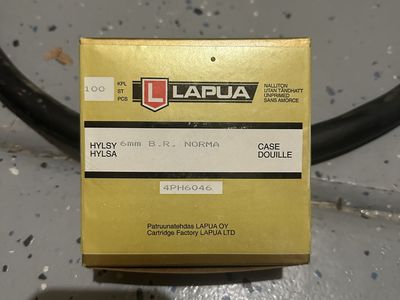 100 KPL
ST
PCS
L LAPUA
NALLITON
UTAN TÄNDHATT
UNPRIMED
SANS AMORCE
HYLSY
HYLSA
6mm B.R. NORMA
CASE
DOUILLE
4PH6046
Patruunatehdas LAPUA OY
Cartridge Factory LAPUA LTD